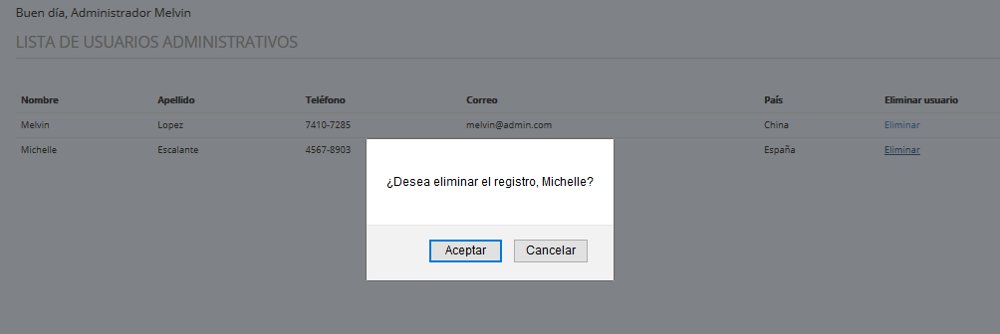 Buen día, Administrador Melvin
LISTA DE USUARIOS ADMINISTRATIVOS
Nombre Apellido Teléfono Correo País Eliminar usuario
Melvin Lopez 7410-7285 melvin@admin.com China Eliminar
Michelle Escalante 4567-8903 España Eliminar
¿Desea eliminar el registro, Michelle?
Aceptar Cancelar